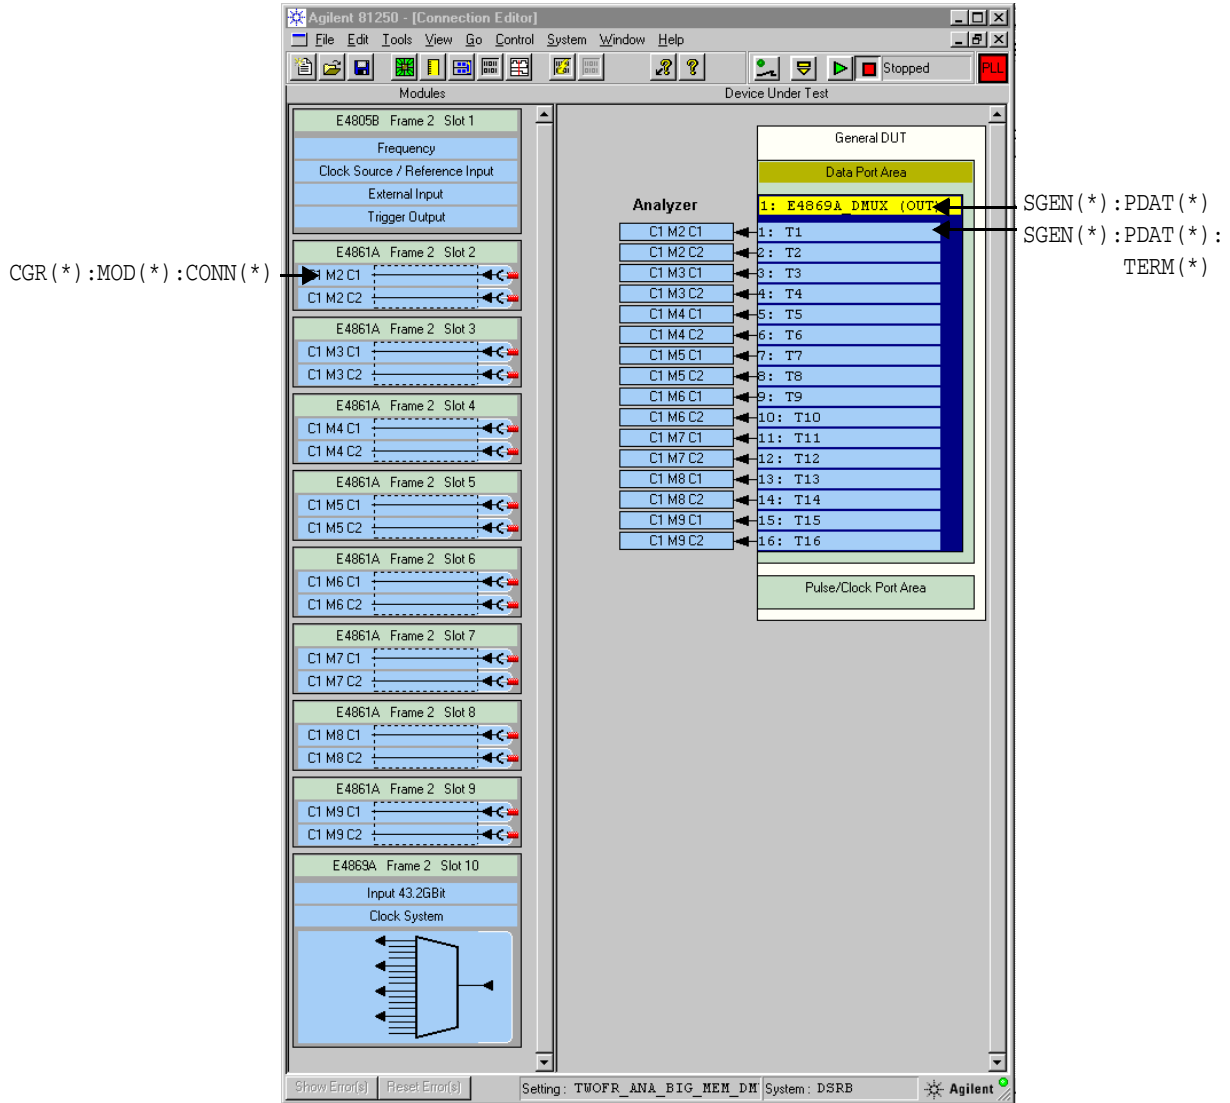 Agilent 81250 - [Connection Editor]
File Edit Tools View Go Control System Window Help
Stopped
PLL
Modules
Device Under Test
E4805B Frame 2 Slot 1
Frequency
Clock Source / Reference Input
External Input
Trigger Output
E4861A Frame 2 Slot 2
C1 M2 C1
C1 M2 C2
E4861A Frame 2 Slot 3
C1 M3 C1
C1 M3 C2
E4861A Frame 2 Slot 4
C1 M4 C1
C1 M4 C2
E4861A Frame 2 Slot 5
C1 M5 C1
C1 M5 C2
E4861A Frame 2 Slot 6
C1 M6 C1
C1 M6 C2
E4861A Frame 2 Slot 7
C1 M7 C1
C1 M7 C2
E4861A Frame 2 Slot 8
C1 M8 C1
C1 M8 C2
E4861A Frame 2 Slot 9
C1 M9 C1
C1 M9 C2
E4869A Frame 2 Slot 10
Input 43.2GBit
Clock System
CGR(*):MOD(*):CONN(*)
General DUT
Data Port Area
Analyzer
1: E4869A_DMUX (OUT)
C1 M2 C1 1: T1
C1 M2 C2 2: T2
C1 M3 C1 3: T3
C1 M3 C2 4: T4
C1 M4 C1 5: T5
C1 M4 C2 6: T6
C1 M5 C1 7: T7
C1 M5 C2 8: T8
C1 M6 C1 9: T9
C1 M6 C2 10: T10
C1 M7 C1 11: T11
C1 M7 C2 12: T12
C1 M8 C1 13: T13
C1 M8 C2 14: T14
C1 M9 C1 15: T15
C1 M9 C2 16: T16
Pulse/Clock Port Area
SGEN(*):PDAT(*)
SGEN(*):PDAT(*):
TERM(*)
Show Error(s) Reset Error(s) Setting: TWOFR_ANA_BIG_MEM_DM System: DSRB Agilent